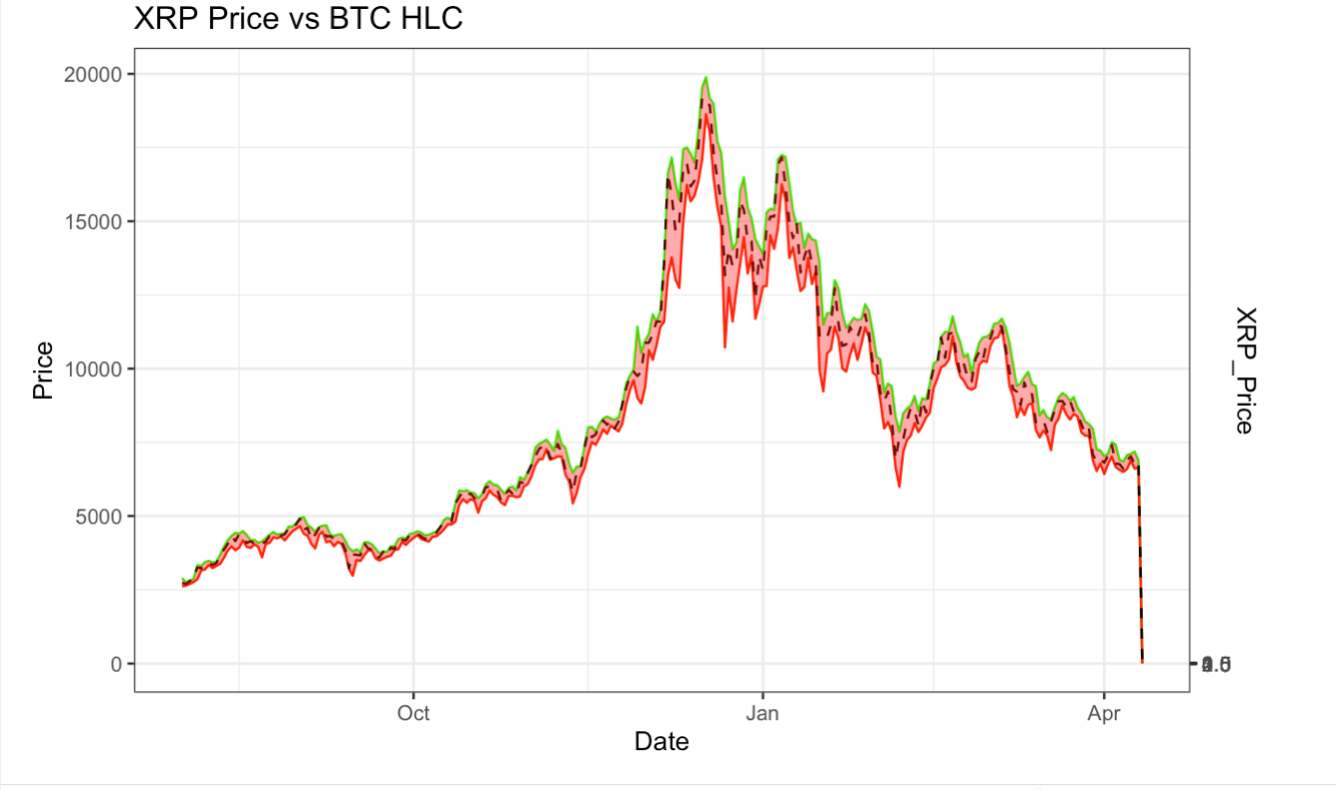 XRP Price vs BTC HLC
20000
15000
10000
5000
0
Price
XRP_Price
Oct
Jan
Apr
Date